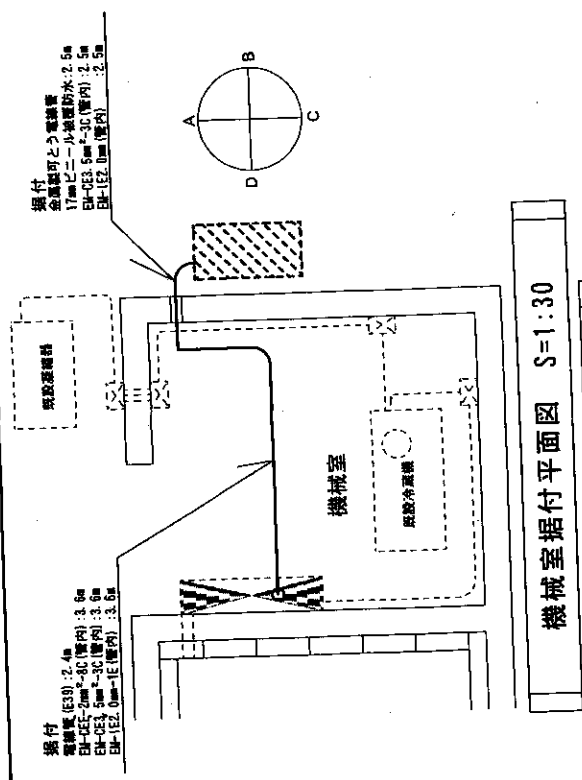 据付
電線管(E39):2.4m
EM-CEE-2mm²-8C(管内):3.6m
EM-CE3.5mm²-3C(管内):3.6m
EM-IE2.0mm-1E(管内):3.6m
既設凝縮器
据付
金属製可とう電線管
17mmビニール被覆防水:2.5m
EM-CE3.5mm²-3C(管内):2.5m
EM-IE2.0mm(管内):2.5m
A
B
C
D
機械室
既設冷蔵機
機械室据付平面図 S=1:30